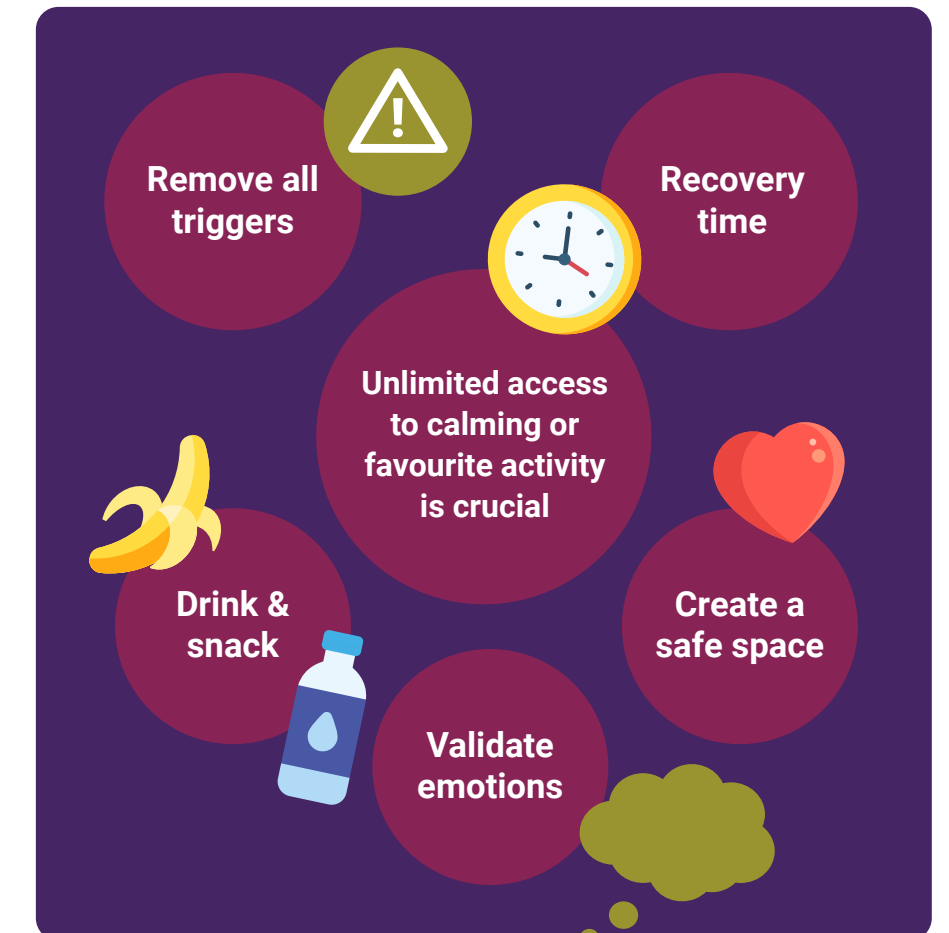 Remove all
triggers
Recovery
time
Unlimited access
to calming or
favourite activity
is crucial
Drink &
snack
Create a
safe space
Validate
emotions